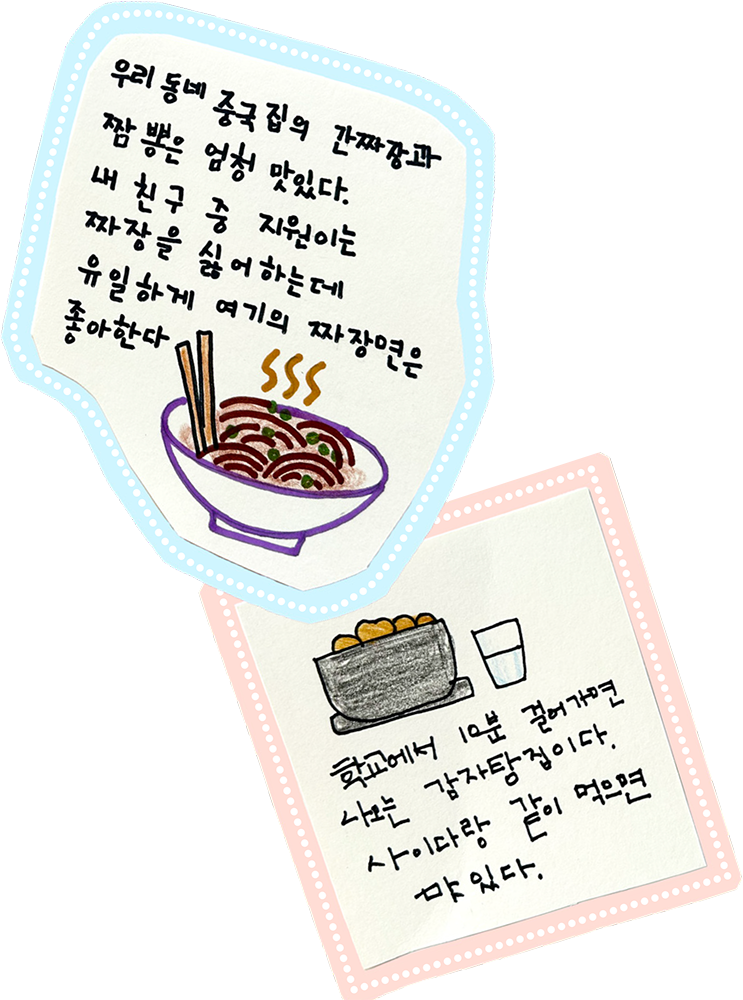 우리 동네 중국집의 간짜장과
짬뽕은 엄청 맛있다.
내 친구 중 지원이는
짜장을 싫어하는데
유일하게 여기의 짜장면은
좋아한다
학교에서 10분 걸어가면
나오는 감자탕집이다.
사이다랑 같이 먹으면
맛있다.